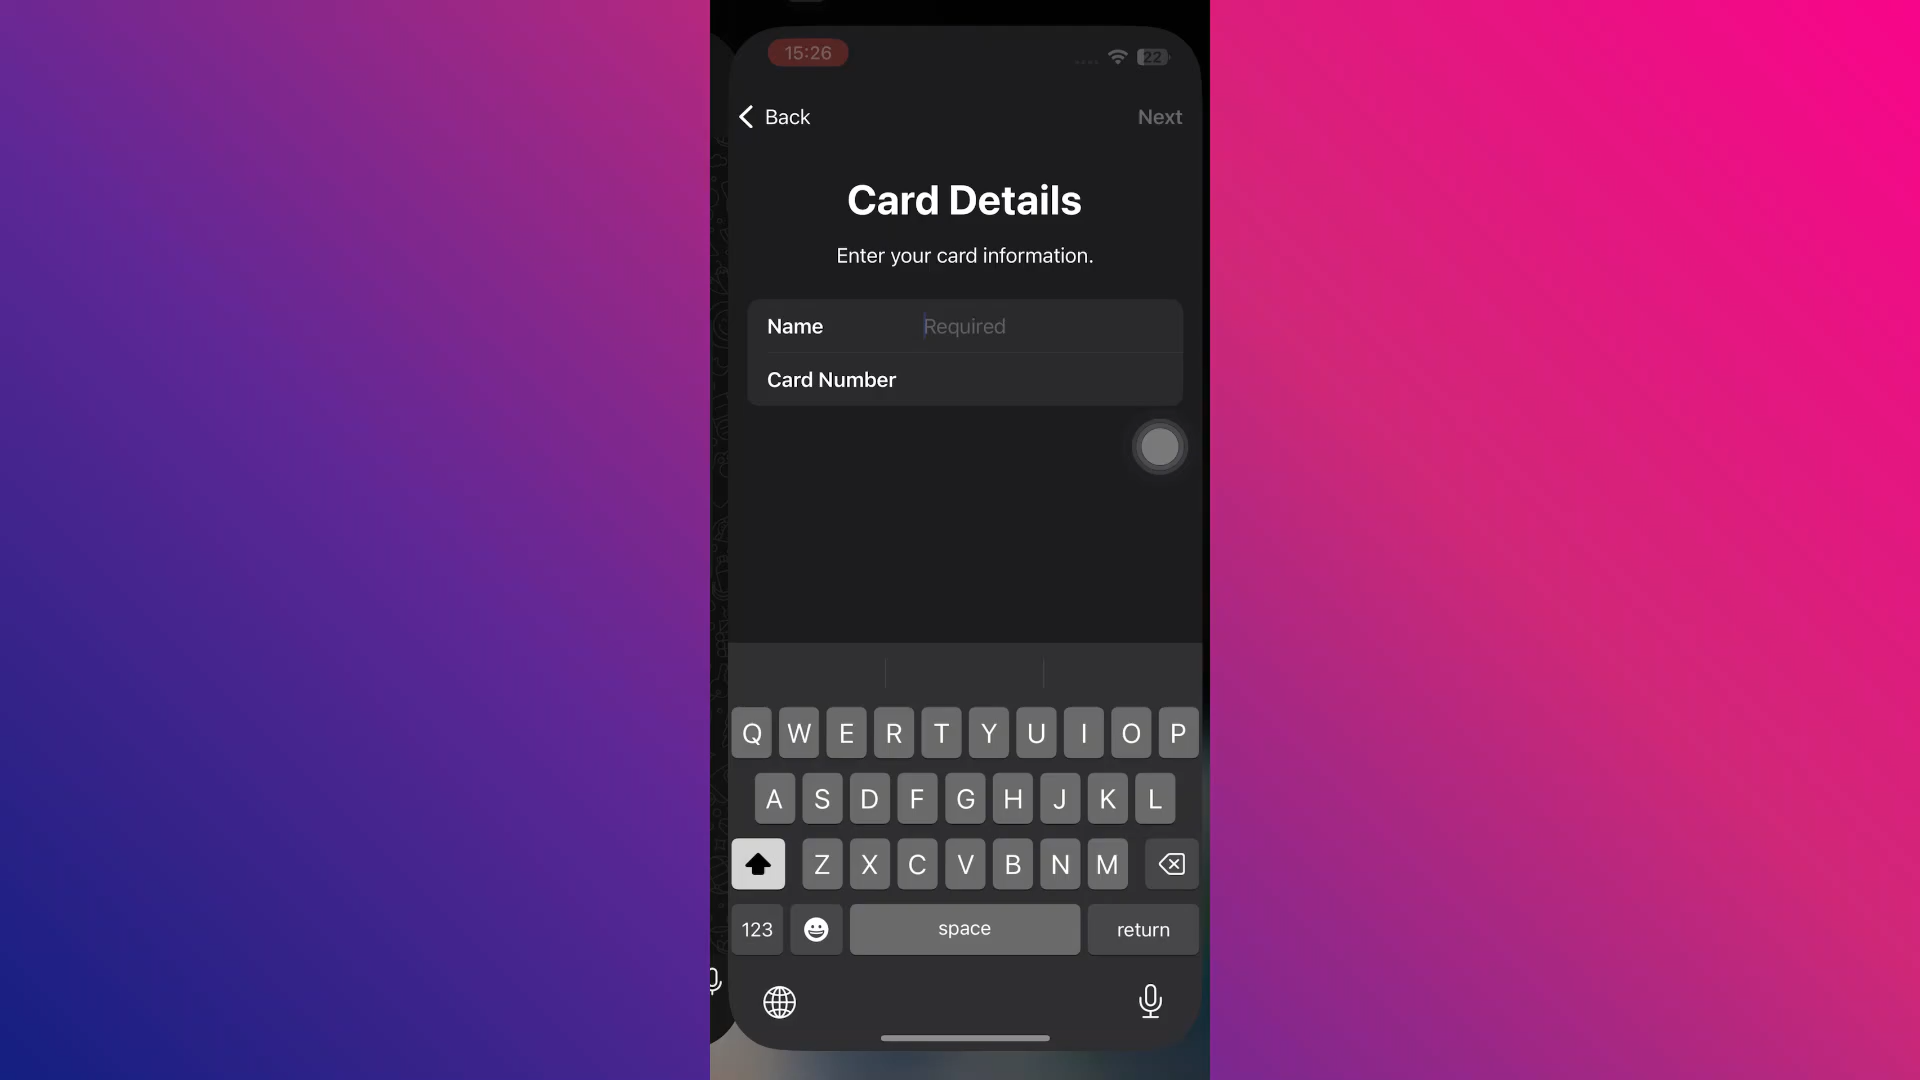 15:26
22
Back
Next
Card Details
Enter your card information.
Name Required
Card Number
Q W E R T Y U I O P
A S D F G H J K L
Z X C V B N M
123 space return